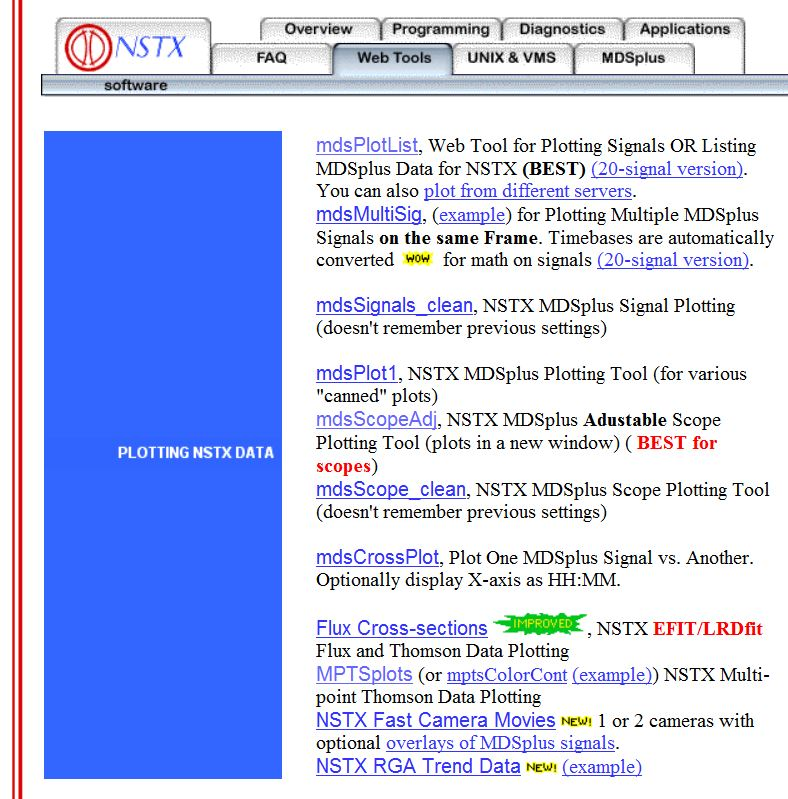 NSTX
Overview
Programming
Diagnostics
Applications
FAQ
Web Tools
UNIX & VMS
MDSplus
software
PLOTTING NSTX DATA
mdsPlotList, Web Tool for Plotting Signals OR Listing
MDSplus Data for NSTX (BEST) (20-signal version).
You can also plot from different servers.
mdsMultiSig, (example) for Plotting Multiple MDSplus
Signals on the same Frame. Timebases are automatically
converted WOW for math on signals (20-signal version).
mdsSignals_clean, NSTX MDSplus Signal Plotting
(doesn't remember previous settings)
mdsPlot1, NSTX MDSplus Plotting Tool (for various
"canned" plots)
mdsScopeAdj, NSTX MDSplus Adustable Scope
Plotting Tool (plots in a new window) ( BEST for
scopes)
mdsScope_clean, NSTX MDSplus Scope Plotting Tool
(doesn't remember previous settings)
mdsCrossPlot, Plot One MDSplus Signal vs. Another.
Optionally display X-axis as HH:MM.
Flux Cross-sections IMPROVED , NSTX EFIT/LRDfit
Flux and Thomson Data Plotting
MPTSplots (or mptsColorCont (example)) NSTX Multi-
point Thomson Data Plotting
NSTX Fast Camera Movies NEW! 1 or 2 cameras with
optional overlays of MDSplus signals.
NSTX RGA Trend Data NEW! (example)